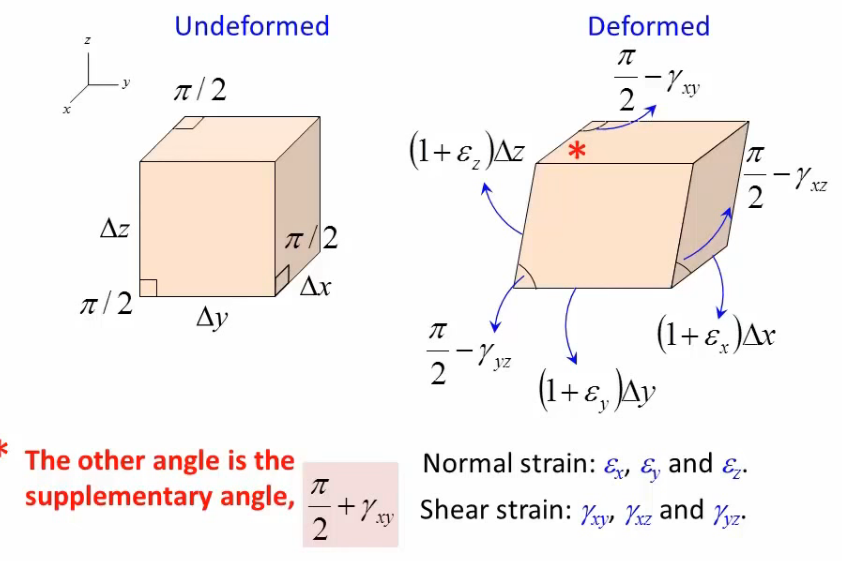 Undeformed
Deformed
z
y
x
π/2
π/2 − γxy
(1+εz)Δz
*
π/2 − γxz
Δz
π/2
π/2
Δx
Δy
π/2 − γyz
(1+εx)Δx
(1+εy)Δy
* The other angle is the
supplementary angle, π/2 + γxy
Normal strain: εx, εy and εz.
Shear strain: γxy, γxz and γyz.